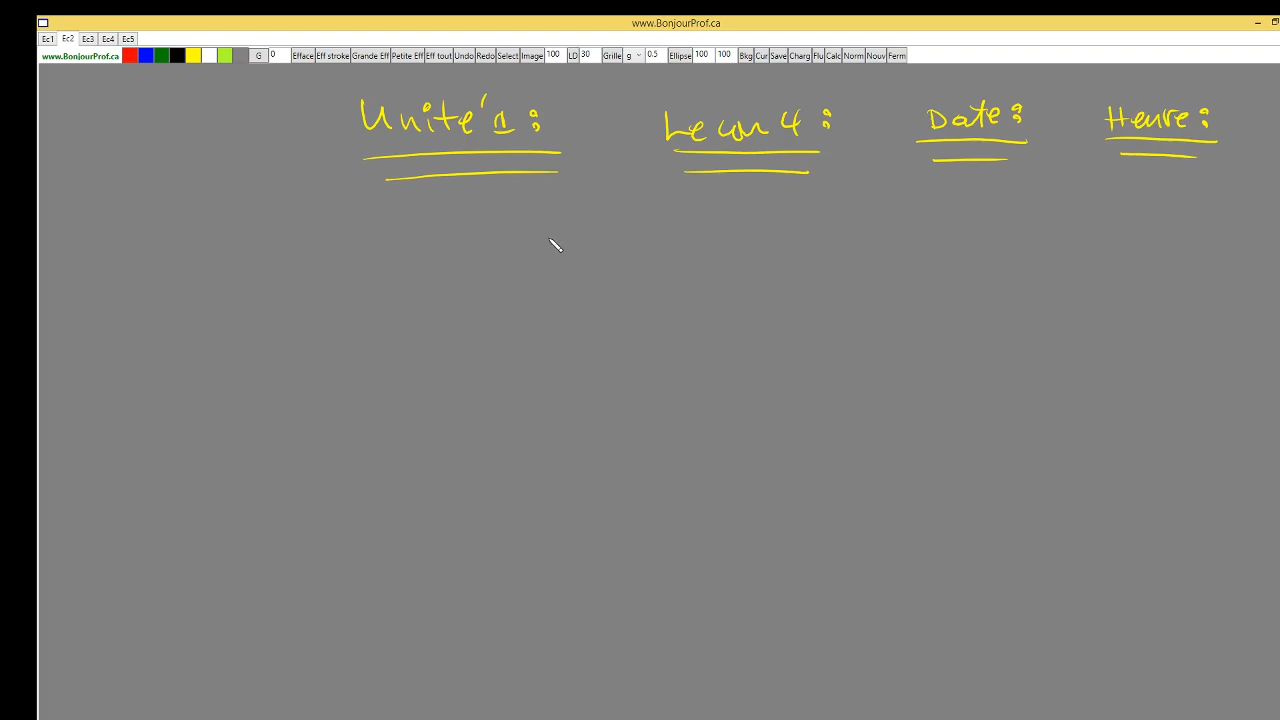 www.BonjourProf.ca
Ec1 Ec2 Ec3 Ec4 Ec5
www.BonjourProf.ca G 0 Efface Eff stroke Grande Eff Petite Eff Eff tout Undo Redo Select Image 100 LD 30 Grille g 0.5 Ellipse 100 100 Bkg Cur Save Charg Flu Calc Norm Nouv Ferm
Unite'1: Lecon 4: Date: Heure: